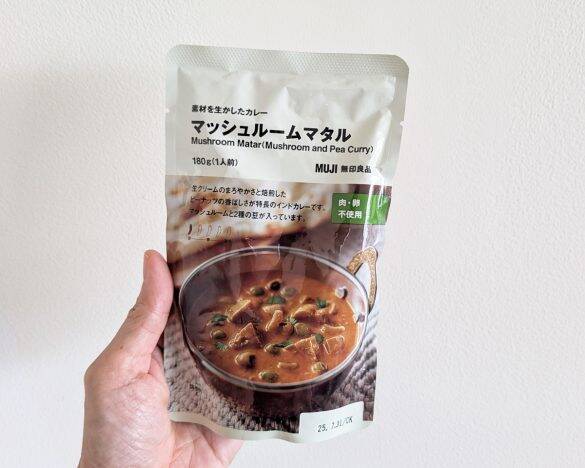 素材を生かしたカレー
マッシュルームマタル
Mushroom Matar(Mushroom and Pea Curry)
180g(1人前)
MUJI 無印良品
生クリームのまろやかさと焙煎した
ピーナッツの香ばしさが特長のインドカレーです。
マッシュルームと2種の豆が入っています。
肉・卵
不使用